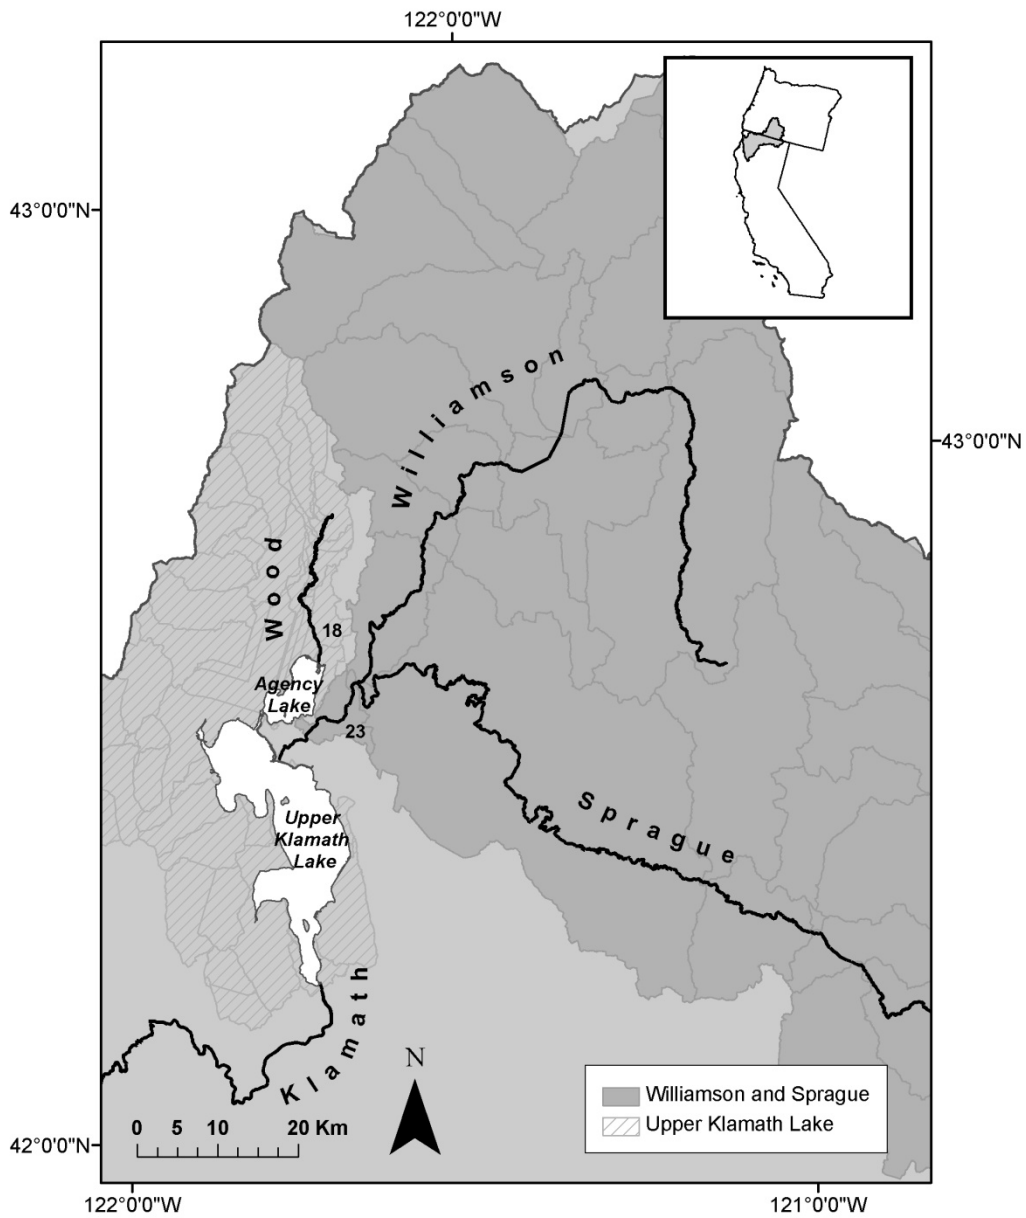 122°0'0"W
43°0'0"N
Williamson
43°0'0"N
Wood
18
Agency
Lake
23
Sprague
Upper
Klamath
Lake
Klamath
N
Williamson and Sprague
Upper Klamath Lake
0 5 10 20 Km
42°0'0"N
122°0'0"W
121°0'0"W